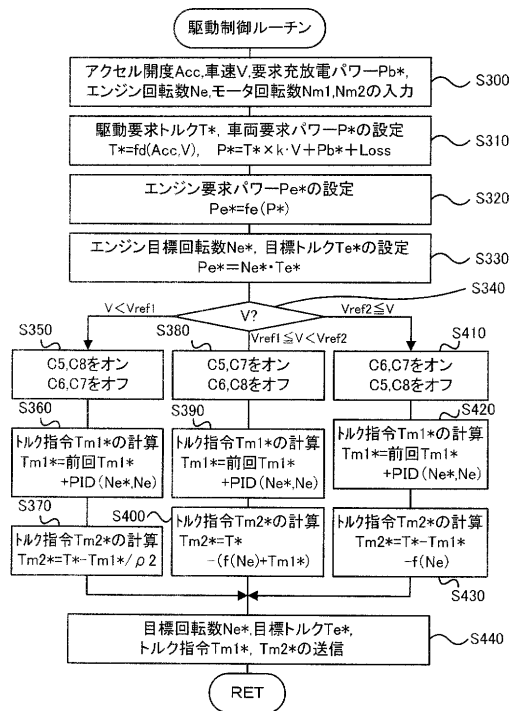 駆動制御ルーチン
アクセル開度Acc,車速V,要求充放電パワーPb*,
エンジン回転数Ne,モータ回転数Nm1,Nm2の入力
S300
駆動要求トルクT*, 車両要求パワーP*の設定
T*=fd(Acc,V), P*=T*×k・V+Pb*+Loss
S310
エンジン要求パワーPe*の設定
Pe*=fe(P*)
S320
エンジン目標回転数Ne*, 目標トルクTe*の設定
Pe*=Ne*・Te*
S330
S340
V?
V<Vref1
Vref1≦V<Vref2
Vref2≦V
S350
C5,C8をオン
C6,C7をオフ
S360
トルク指令Tm1*の計算
Tm1*=前回Tm1*
+PID(Ne*,Ne)
S370
トルク指令Tm2*の計算
Tm2*=T*-Tm1*/ρ2
S380
C5,C7をオン
C6,C8をオフ
S390
トルク指令Tm1*の計算
Tm1*=前回Tm1*
+PID(Ne*,Ne)
S400
トルク指令Tm2*の計算
Tm2*=T*
-(f(Ne)+Tm1*)
S410
C6,C7をオン
C5,C8をオフ
S420
トルク指令Tm1*の計算
Tm1*=前回Tm1*
+PID(Ne*,Ne)
トルク指令Tm2*の計算
Tm2*=T*-Tm1*
-f(Ne)
S430
目標回転数Ne*,目標トルクTe*,
トルク指令Tm1*, Tm2*の送信
S440
RET